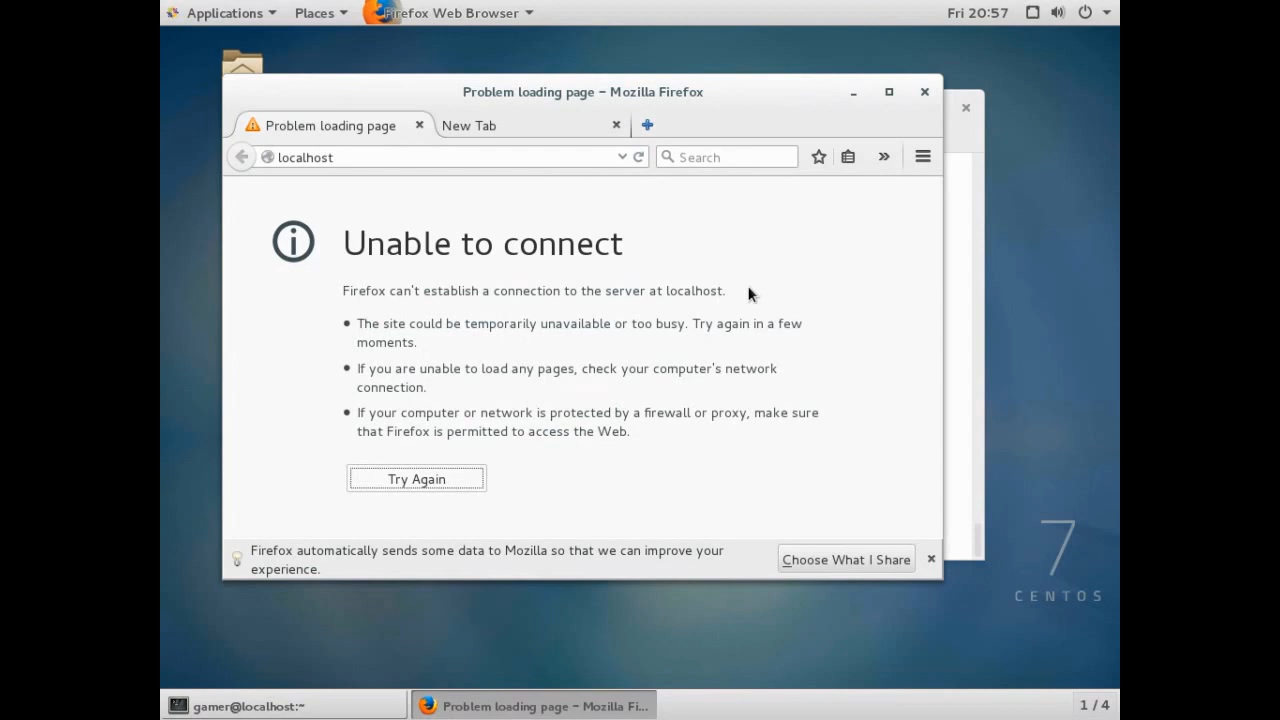 Applications Places Firefox Web Browser Fri 20:57
Problem loading page – Mozilla Firefox
Problem loading page New Tab
localhost Search
Unable to connect
Firefox can't establish a connection to the server at localhost.
The site could be temporarily unavailable or too busy. Try again in a few
moments.
If you are unable to load any pages, check your computer's network
connection.
If your computer or network is protected by a firewall or proxy, make sure
that Firefox is permitted to access the Web.
Try Again
Firefox automatically sends some data to Mozilla so that we can improve your
experience.
Choose What I Share
7
CENTOS
gamer@localhost:~ Problem loading page – Mozilla Fi... 1 / 4